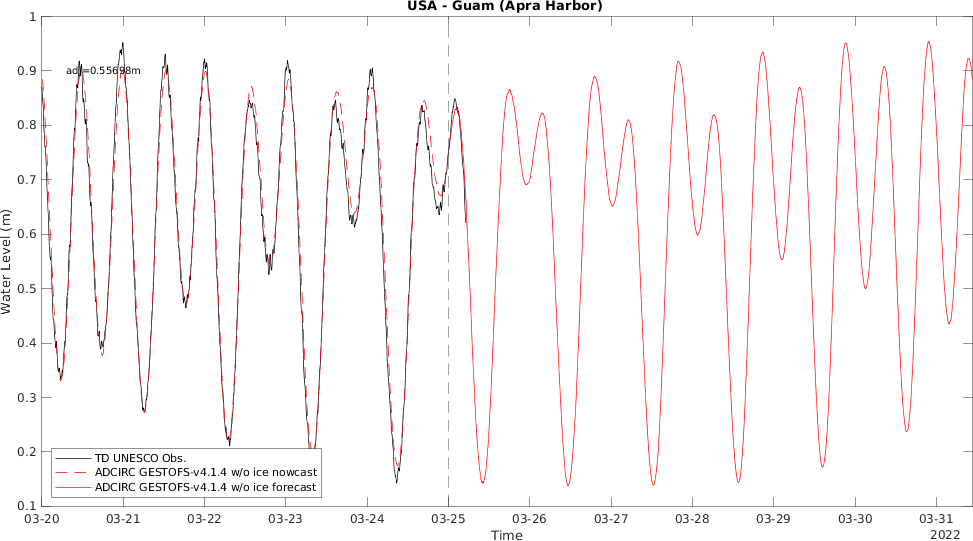 USA - Guam (Apra Harbor)
1
0.9
0.8
0.7
0.6
0.5
0.4
0.3
0.2
0.1
Water Level (m)
adj=0.55698m
TD UNESCO Obs.
ADCIRC GESTOFS-v4.1.4 w/o ice nowcast
ADCIRC GESTOFS-v4.1.4 w/o ice forecast
03-20 03-21 03-22 03-23 03-24 03-25 03-26 03-27 03-28 03-29 03-30 03-31
Time
2022